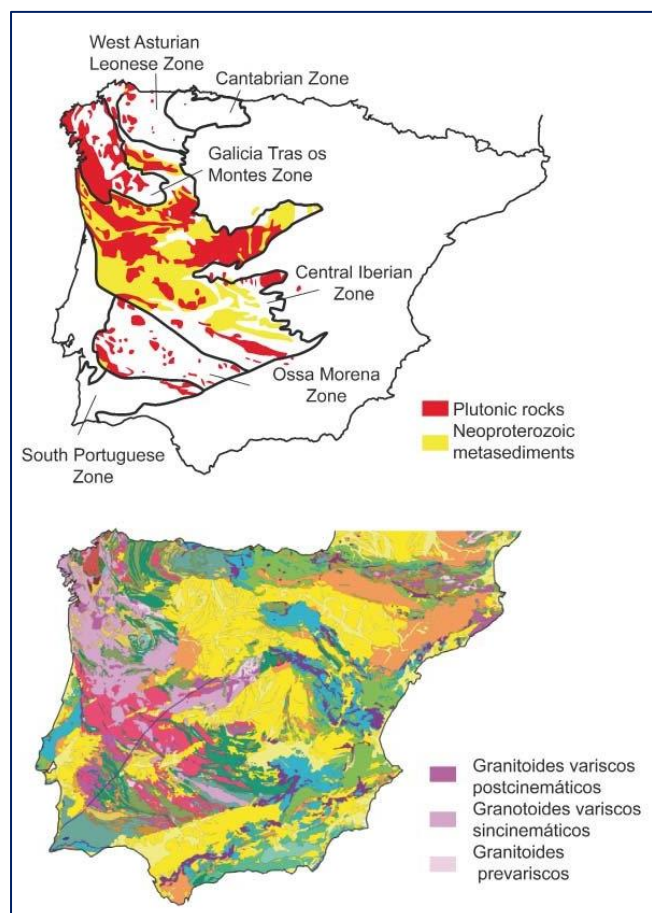 West Asturian
Leonese Zone
Cantabrian Zone
Galicia Tras os
Montes Zone
Central Iberian
Zone
Ossa Morena
Zone
South Portuguese
Zone
Plutonic rocks
Neoproterozoic
metasediments
Granitoides variscos
postcinemáticos
Granotoides variscos
sincinemáticos
Granitoides
prevariscos